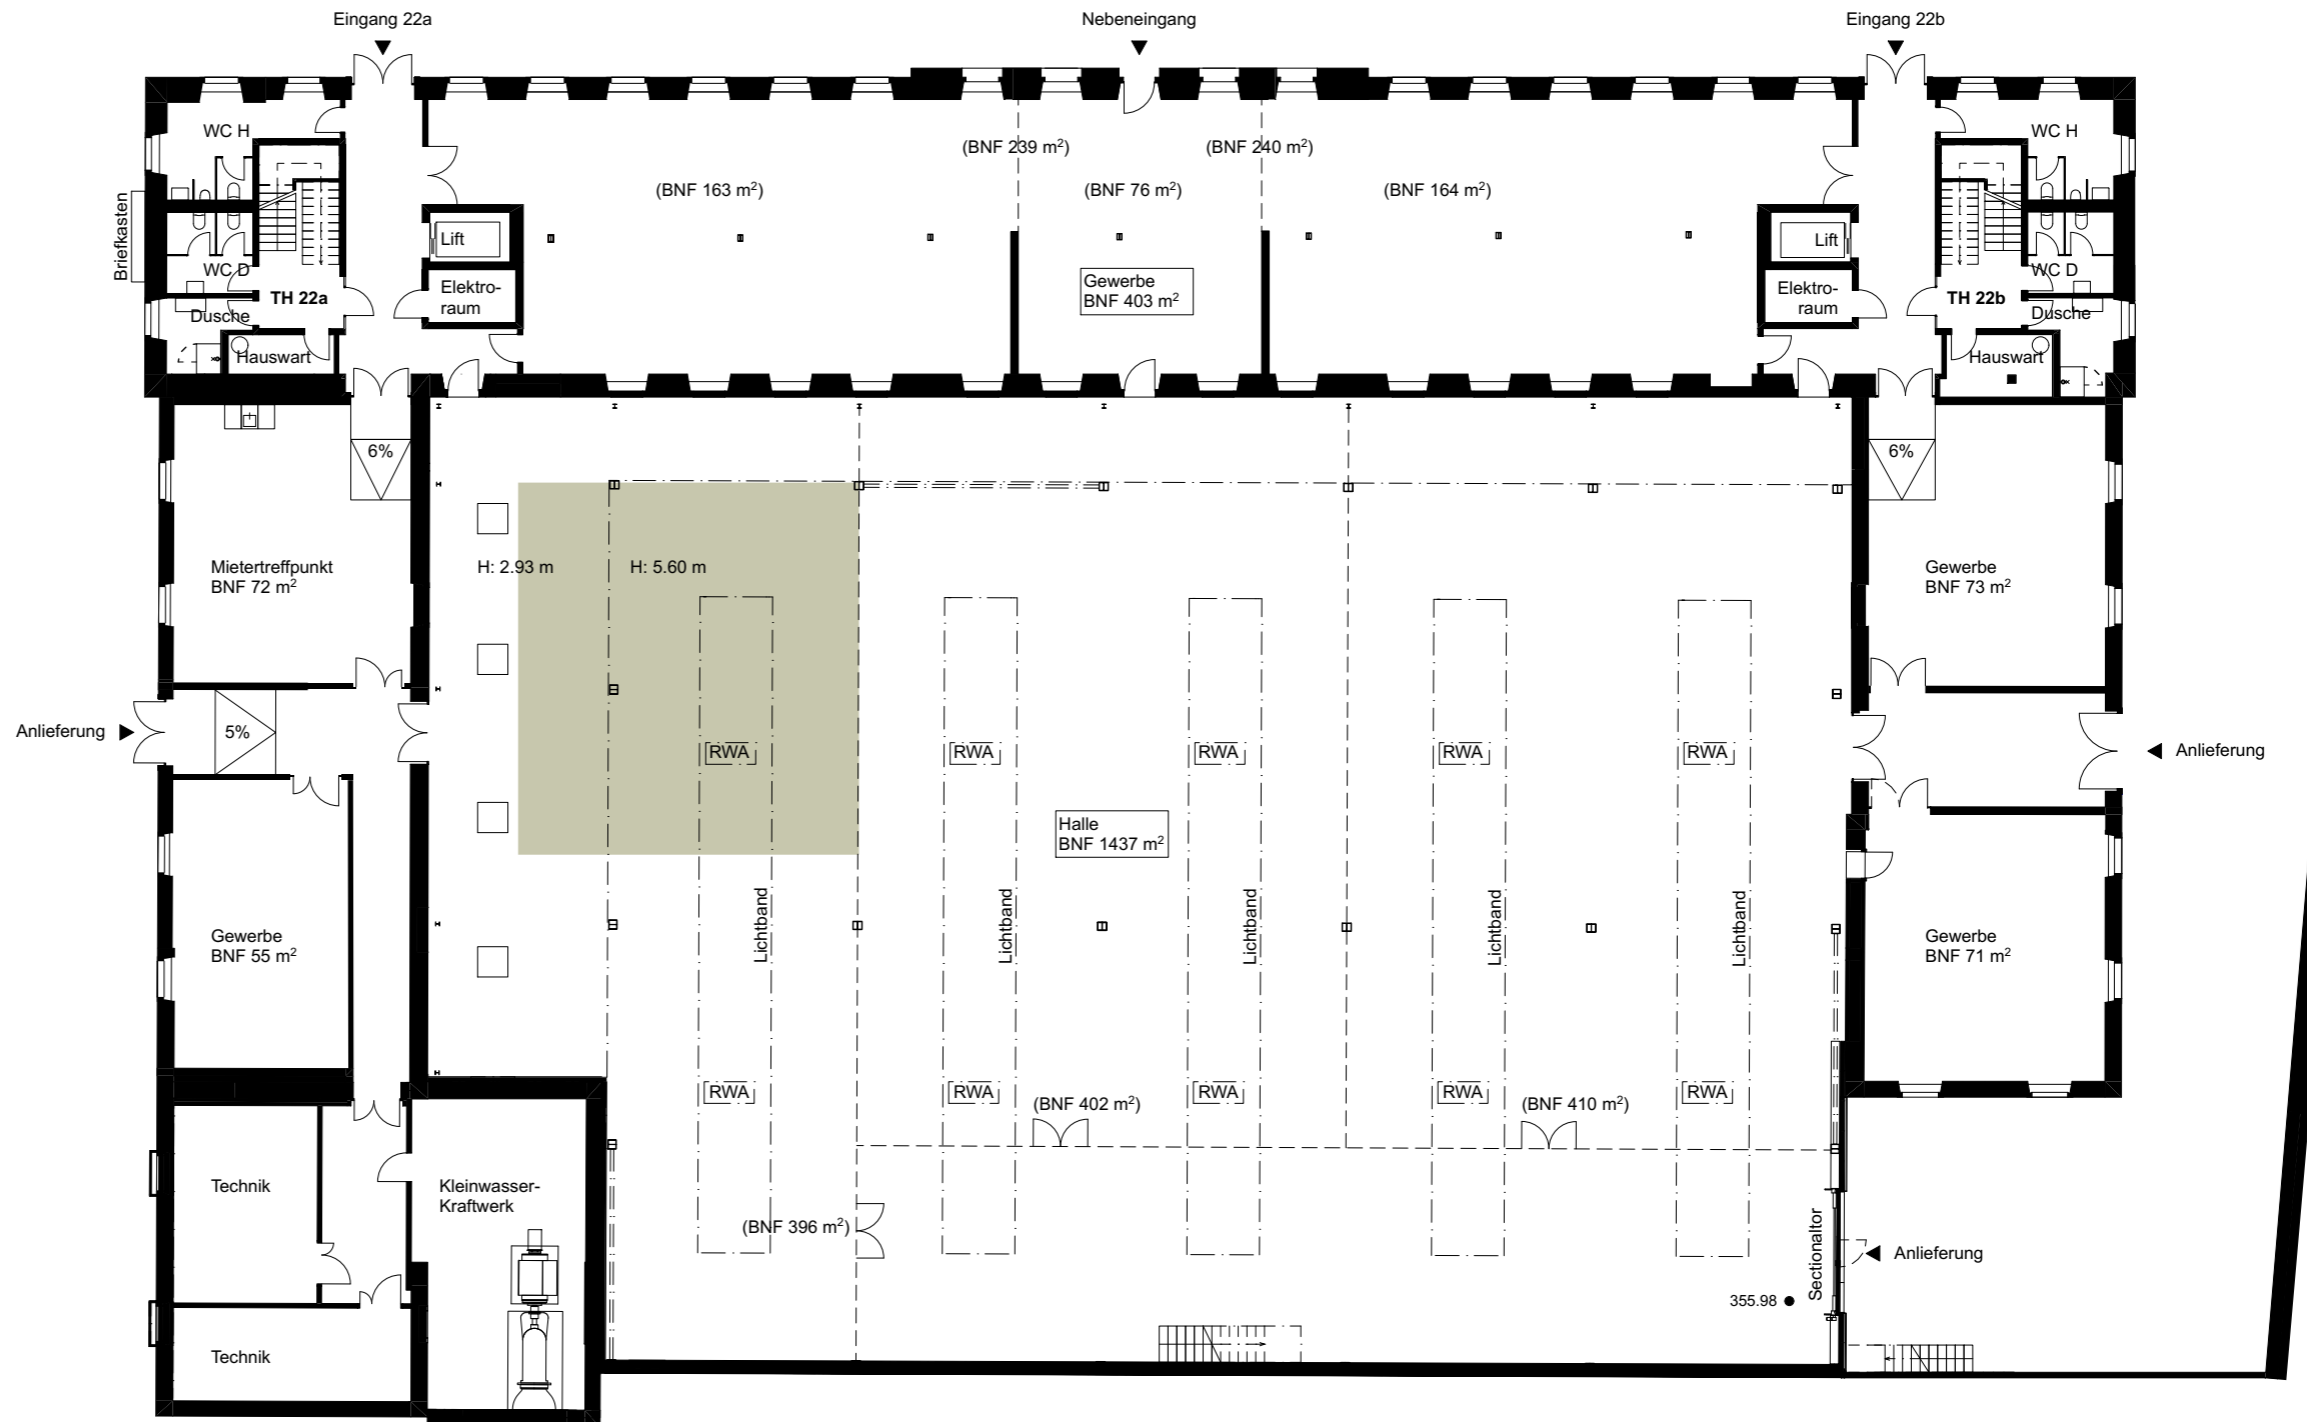 Eingang 22a
Nebeneingang
Eingang 22b
WC H
(BNF 239 m²)
(BNF 240 m²)
WC H
(BNF 163 m²)
(BNF 76 m²)
(BNF 164 m²)
Briefkasten
Lift
Lift
WC D
WC D
Gewerbe
BNF 403 m²
Elektro-
raum
Elektro-
raum
TH 22a
TH 22b
Dusche
Dusche
Hauswart
Hauswart
6%
6%
Mietertreffpunkt
BNF 72 m²
H: 2.93 m
H: 5.60 m
Gewerbe
BNF 73 m²
Anlieferung
5%
RWA
RWA
RWA
RWA
RWA
Anlieferung
Halle
BNF 1437 m²
Gewerbe
BNF 55 m²
Lichtband
Lichtband
Lichtband
Lichtband
Lichtband
Gewerbe
BNF 71 m²
RWA
RWA
RWA
RWA
RWA
(BNF 402 m²)
(BNF 410 m²)
Technik
Kleinwasser-
Kraftwerk
(BNF 396 m²)
Sectionaltor
Anlieferung
355.98
Technik